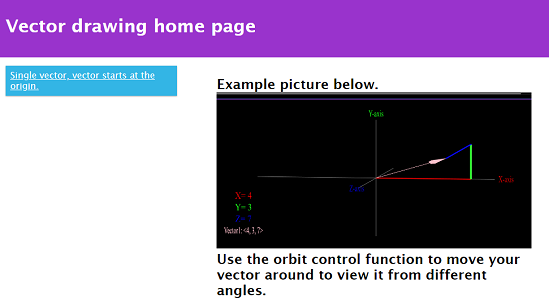 Vector drawing home page
Single vector, vector starts at the
origin.
Example picture below.
Y-axis
X-axis
Z-axis
X= 4
Y= 3
Vector1: <4, 3, 7>
Use the orbit control function to move your
vector around to view it from different
angles.